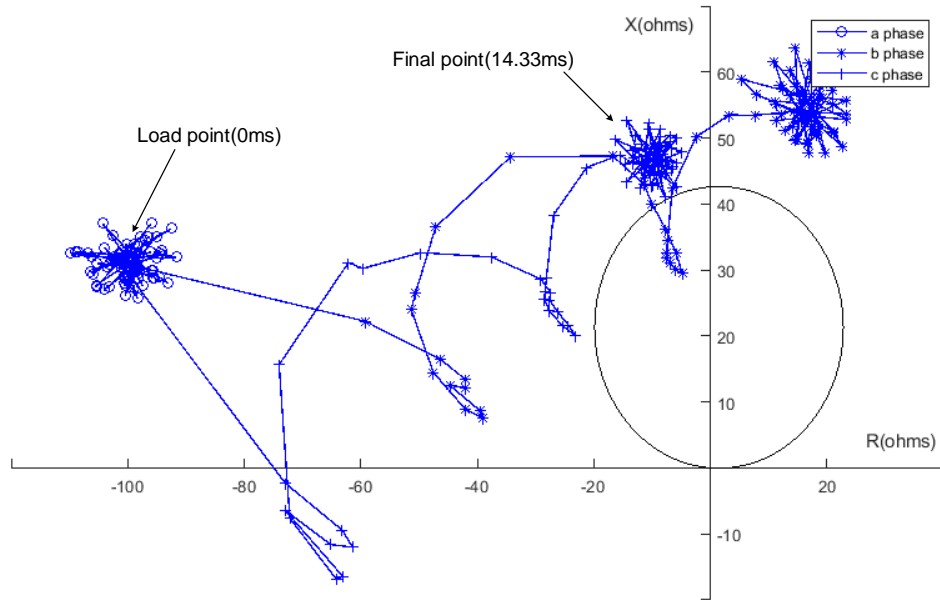 X(ohms)
a phase
b phase
c phase
Final point(14.33ms)
Load point(0ms)
60
50
40
30
20
10
R(ohms)
-100
-80
-60
-40
-20
20
-10